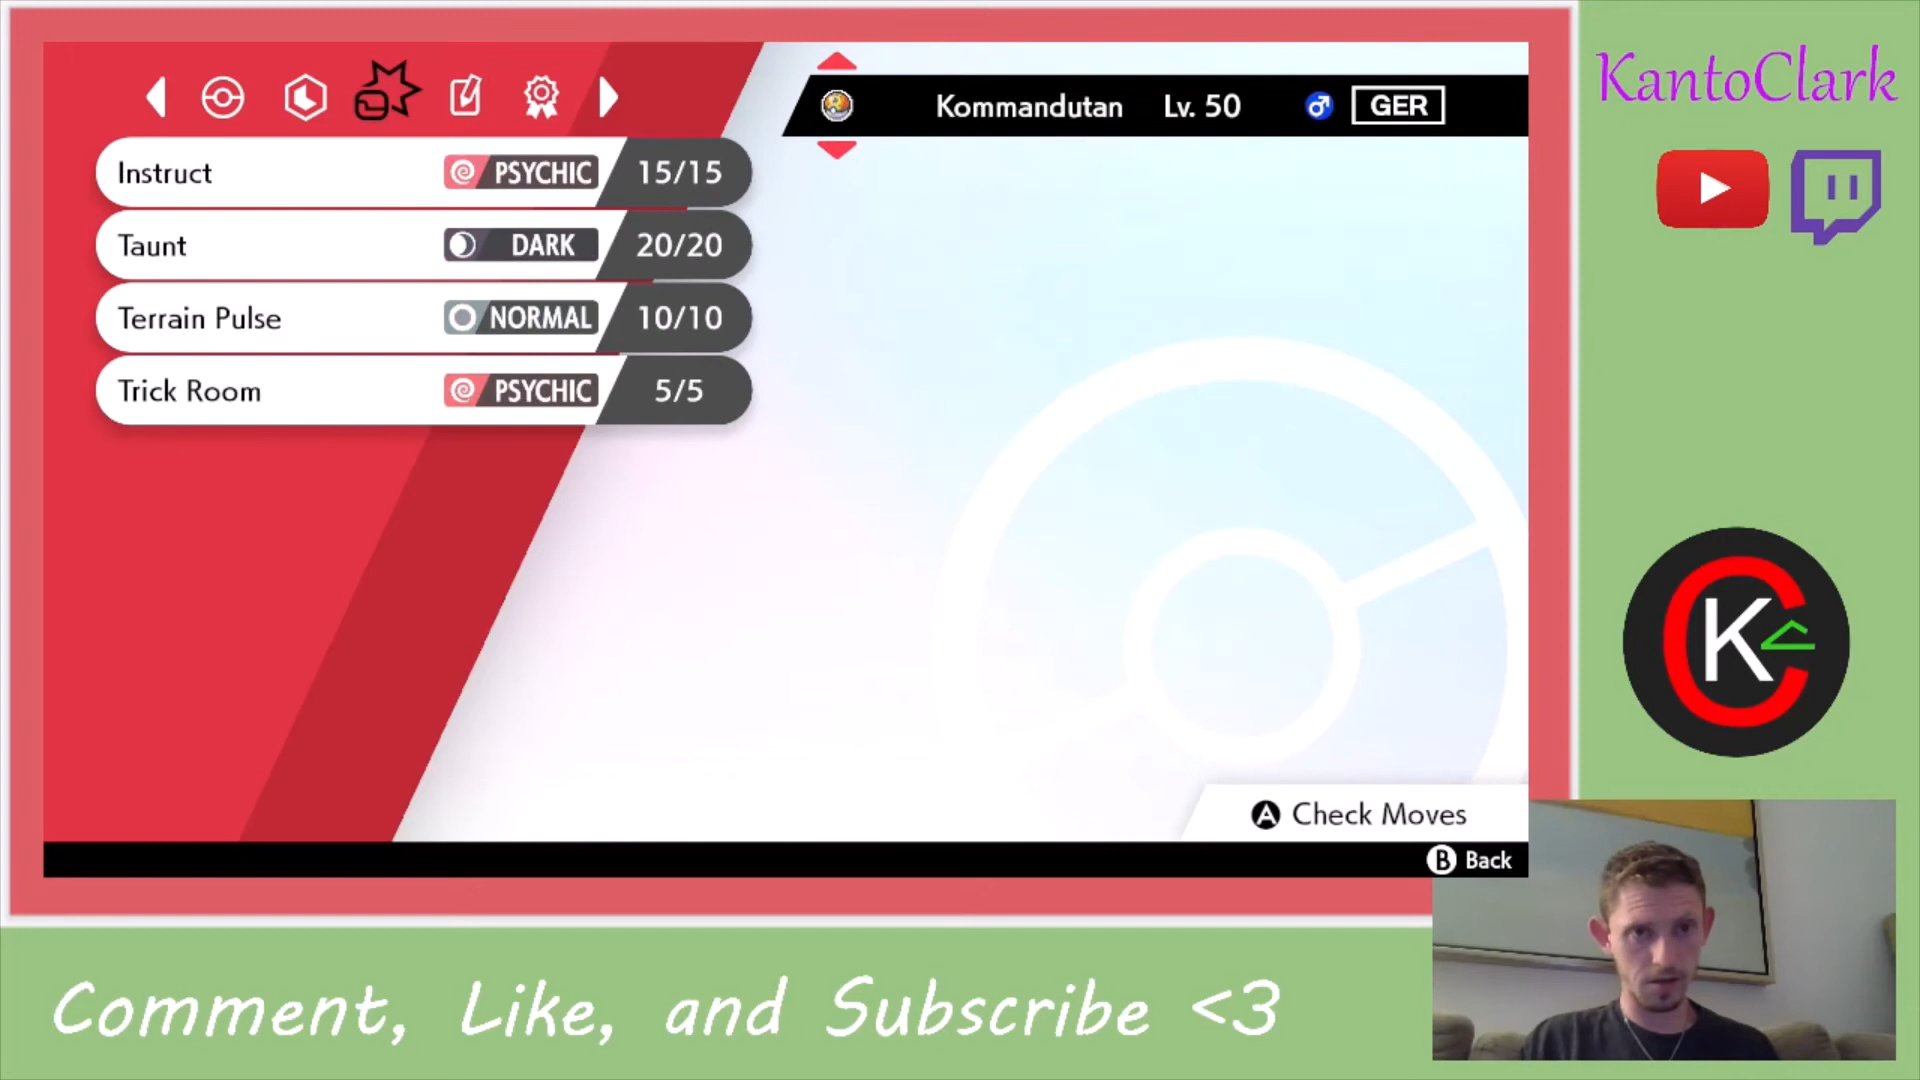 KantoClark
Kommandutan Lv. 50 GER
Instruct PSYCHIC 15/15
Taunt DARK 20/20
Terrain Pulse NORMAL 10/10
Trick Room PSYCHIC 5/5
CK
A Check Moves
B Back
Comment, Like, and Subscribe <3